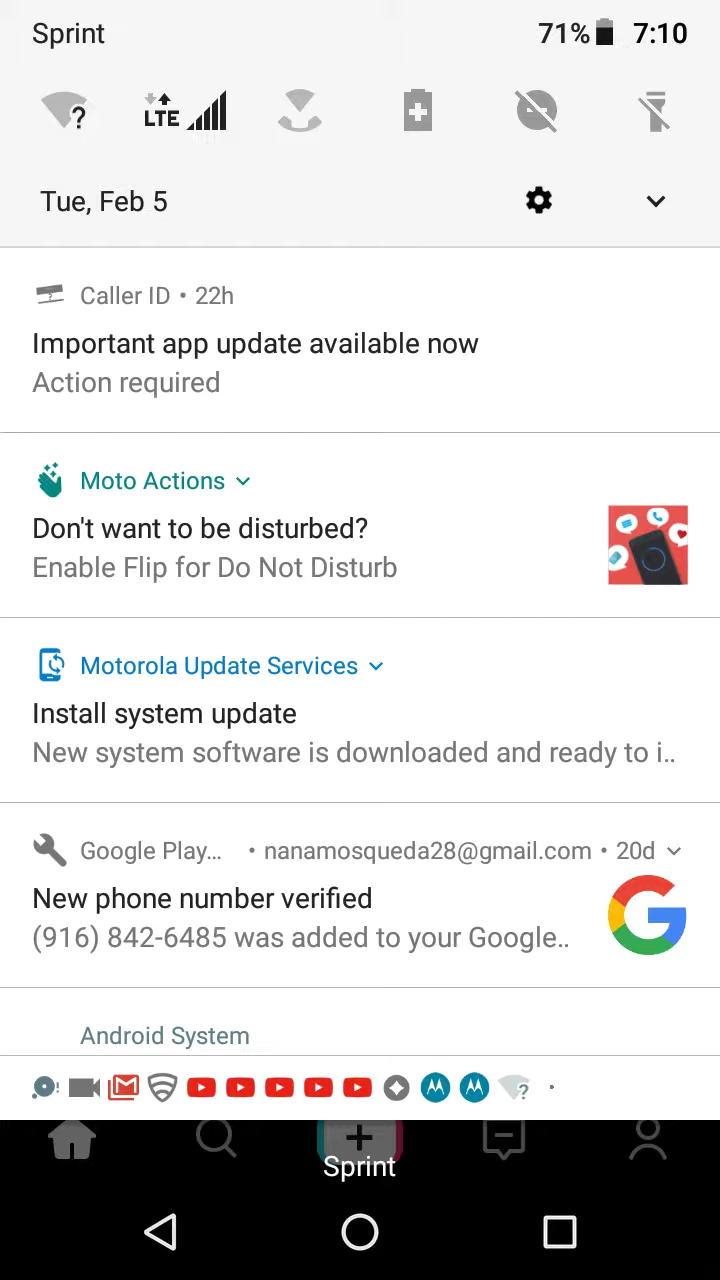 Sprint 71% 7:10
? LTE
Tue, Feb 5
Caller ID • 22h
Important app update available now
Action required
Moto Actions
Don't want to be disturbed?
Enable Flip for Do Not Disturb
Motorola Update Services
Install system update
New system software is downloaded and ready to i..
Google Play... • nanamosqueda28@gmail.com • 20d
New phone number verified
(916) 842-6485 was added to your Google..
Android System
Sprint